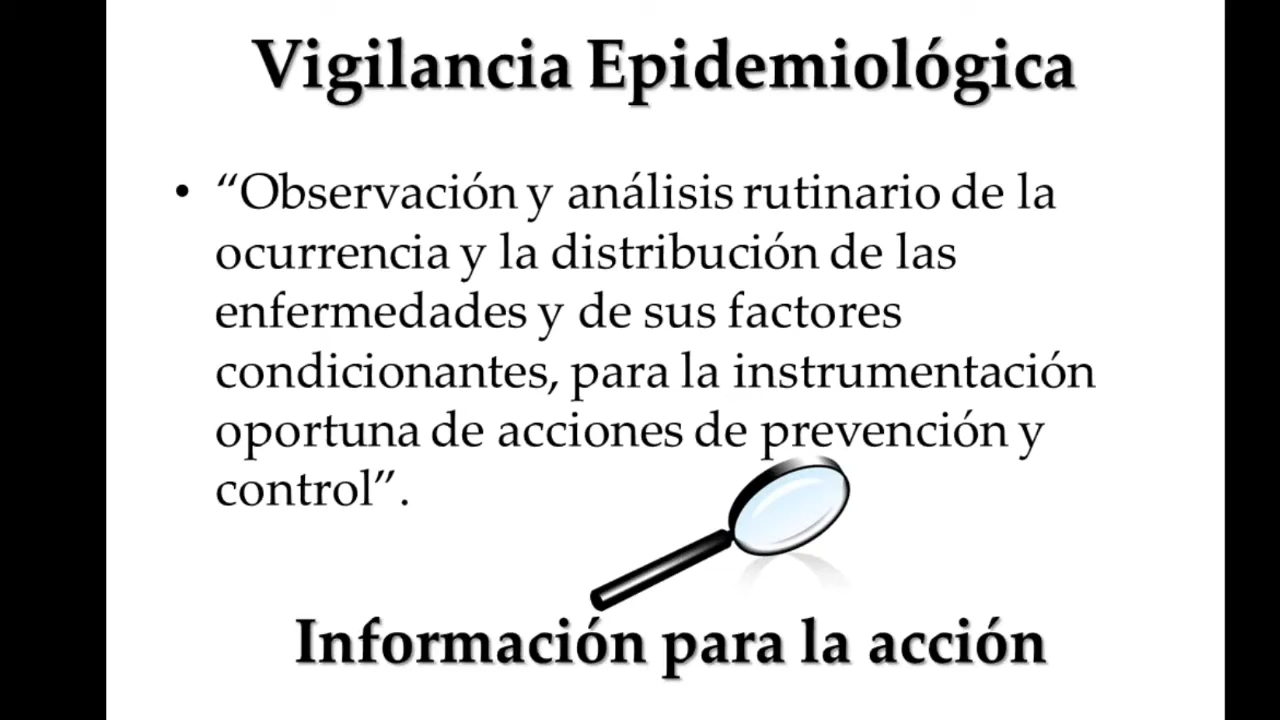 Vigilancia Epidemiológica
• “Observación y análisis rutinario de la
ocurrencia y la distribución de las
enfermedades y de sus factores
condicionantes, para la instrumentación
oportuna de acciones de prevención y
control”.
Información para la acción